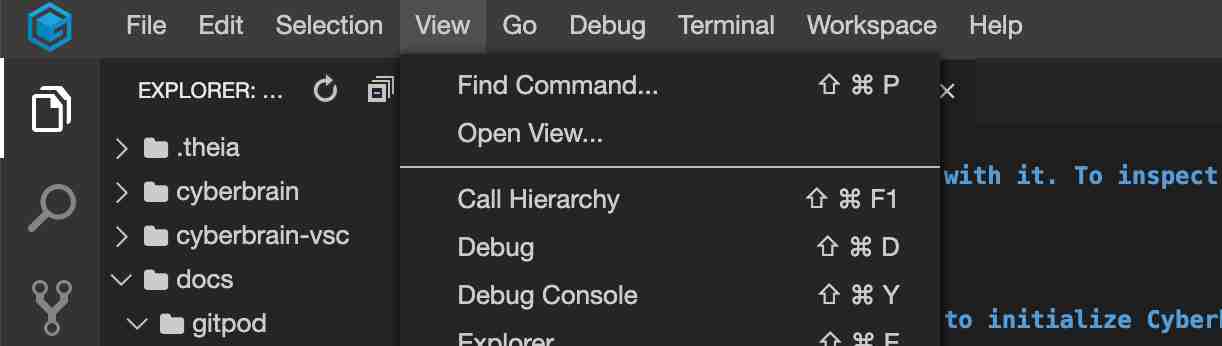 File Edit Selection View Go Debug Terminal Workspace Help
EXPLORER: ...
.theia
cyberbrain
cyberbrain-vsc
docs
gitpod
Find Command... ⇧ ⌘ P
Open View...
Call Hierarchy ⇧ ⌘ F1
Debug ⇧ ⌘ D
Debug Console ⇧ ⌘ Y
Explorer ⇧ ⌘ E
with it. To inspect
to initialize Cyberb